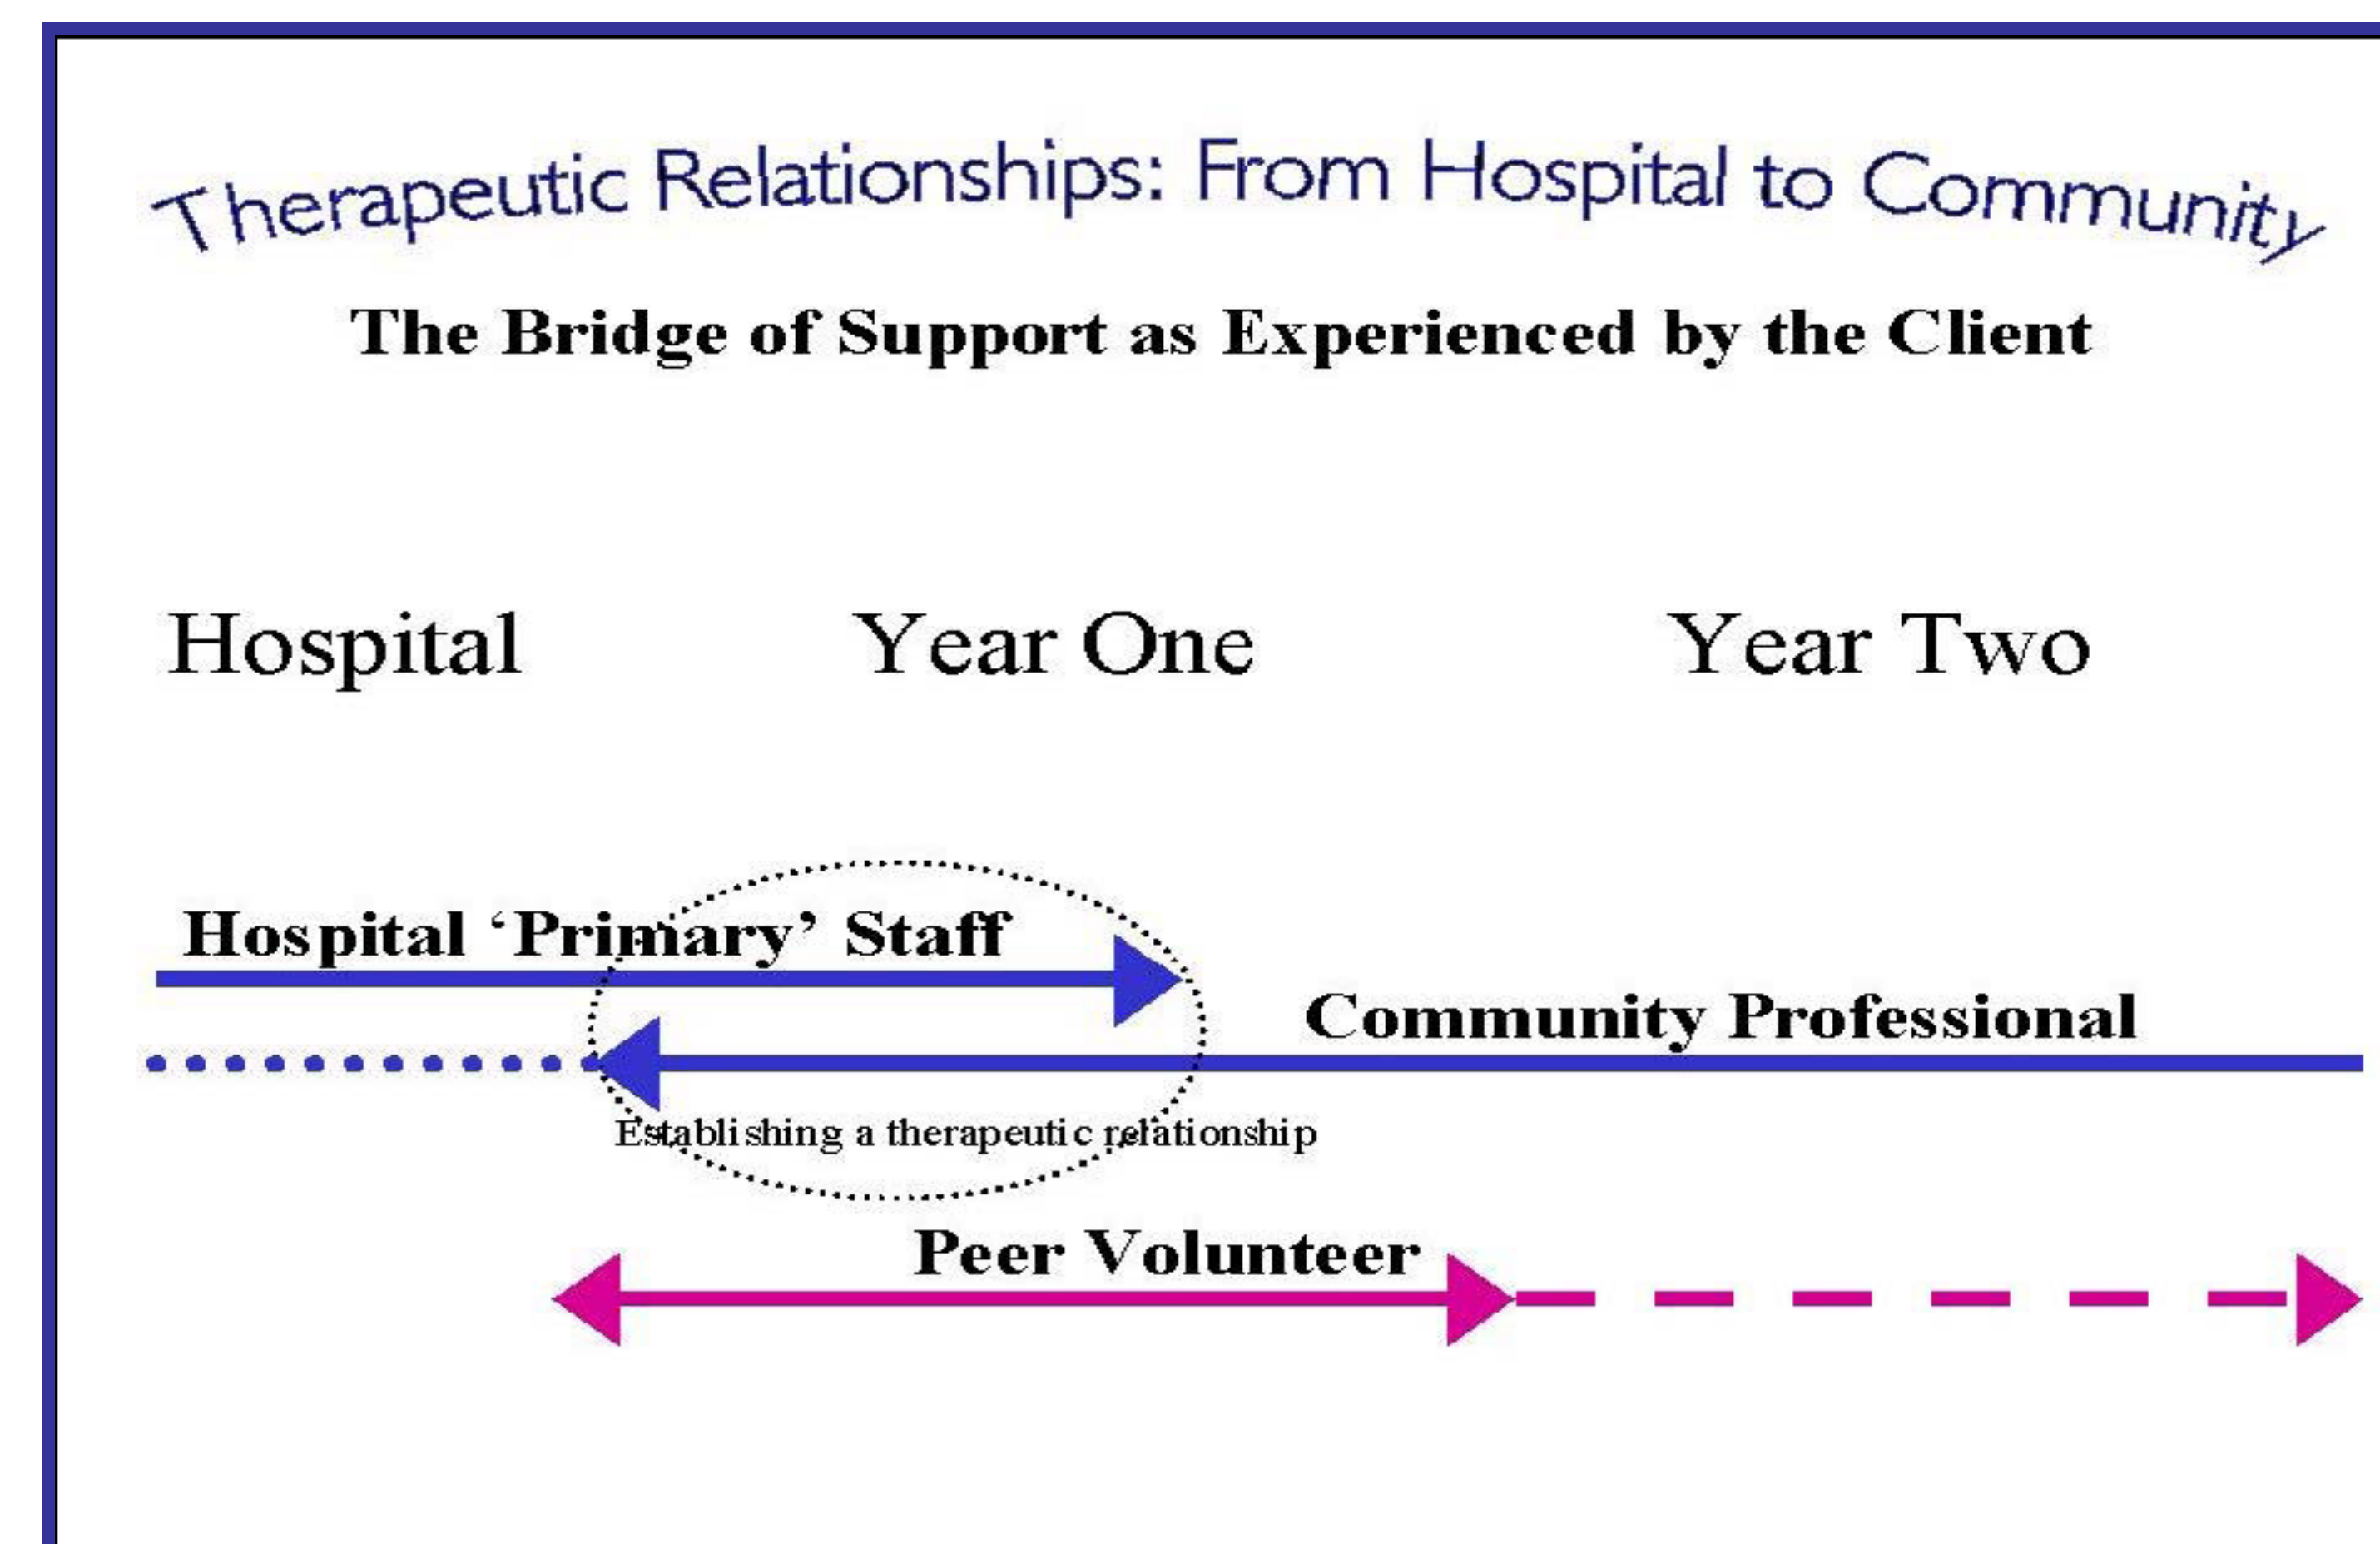 Therapeutic Relationships: From Hospital to Community
The Bridge of Support as Experienced by the Client
Hospital Year One Year Two
Hospital ‘Primary’ Staff
Community Professional
Establishing a therapeutic relationship
Peer Volunteer